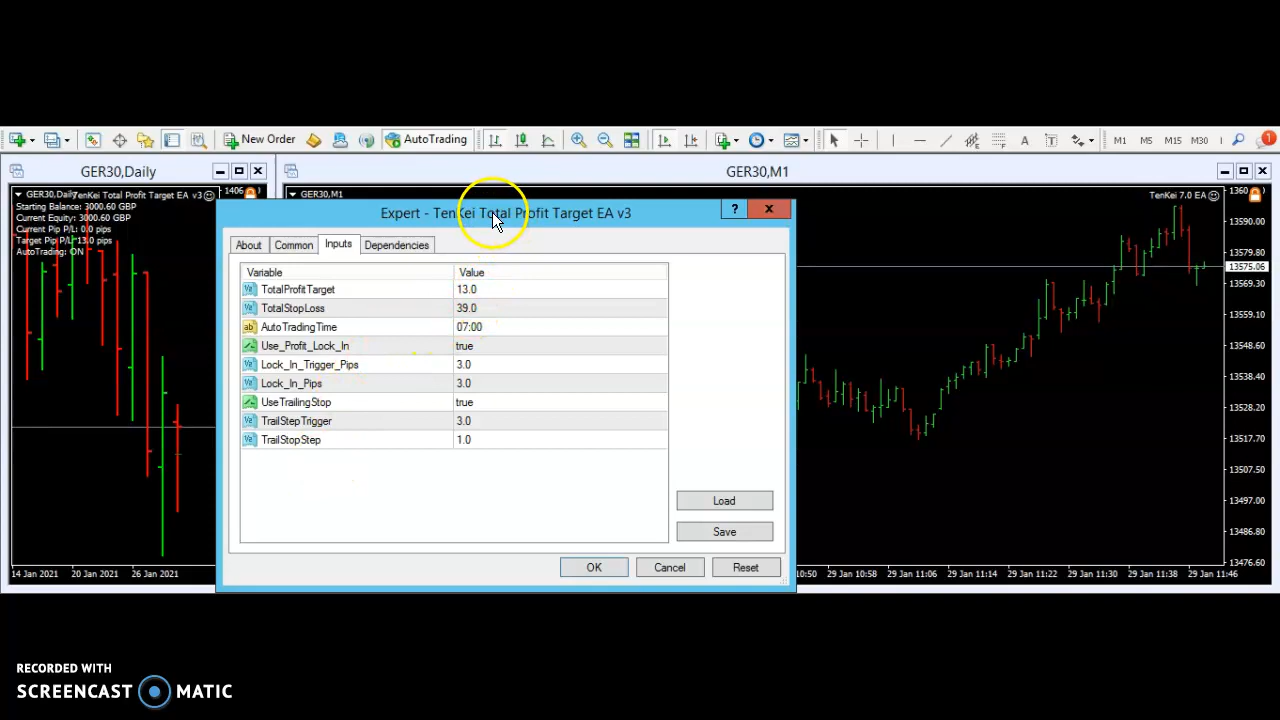 New Order
AutoTrading
M1 M5 M15 M30
1
GER30,Daily
GER30,M1
GER30,Daily
TenKei Total Profit Target EA v3
1406
Starting Balance: 3000.60 GBP
Current Equity: 3000.60 GBP
Current Pip P/L: 0.0 pips
Target Pip P/L: 13.0 pips
AutoTrading: ON
GER30,M1
TenKei 7.0 EA
1360
13590.00
13579.80
13575.06
13569.30
13559.10
13548.60
13538.40
13528.20
13517.70
13507.50
13497.00
13486.80
13476.60
Expert - TenKei Total Profit Target EA v3
?
About Common Inputs Dependencies
Variable Value
TotalProfitTarget 13.0
TotalStopLoss 39.0
AutoTradingTime 07:00
Use_Profit_Lock_In true
Lock_In_Trigger_Pips 3.0
Lock_In_Pips 3.0
UseTrailingStop true
TrailStepTrigger 3.0
TrailStopStep 1.0
Load
Save
OK Cancel Reset
14 Jan 2021 20 Jan 2021 26 Jan 2021
10:50 29 Jan 10:58 29 Jan 11:06 29 Jan 11:14 29 Jan 11:22 29 Jan 11:30 29 Jan 11:38 29 Jan 11:46
RECORDED WITH
SCREENCAST MATIC